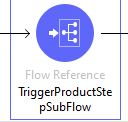 Flow Reference
TriggerProductSte
pSubFlow